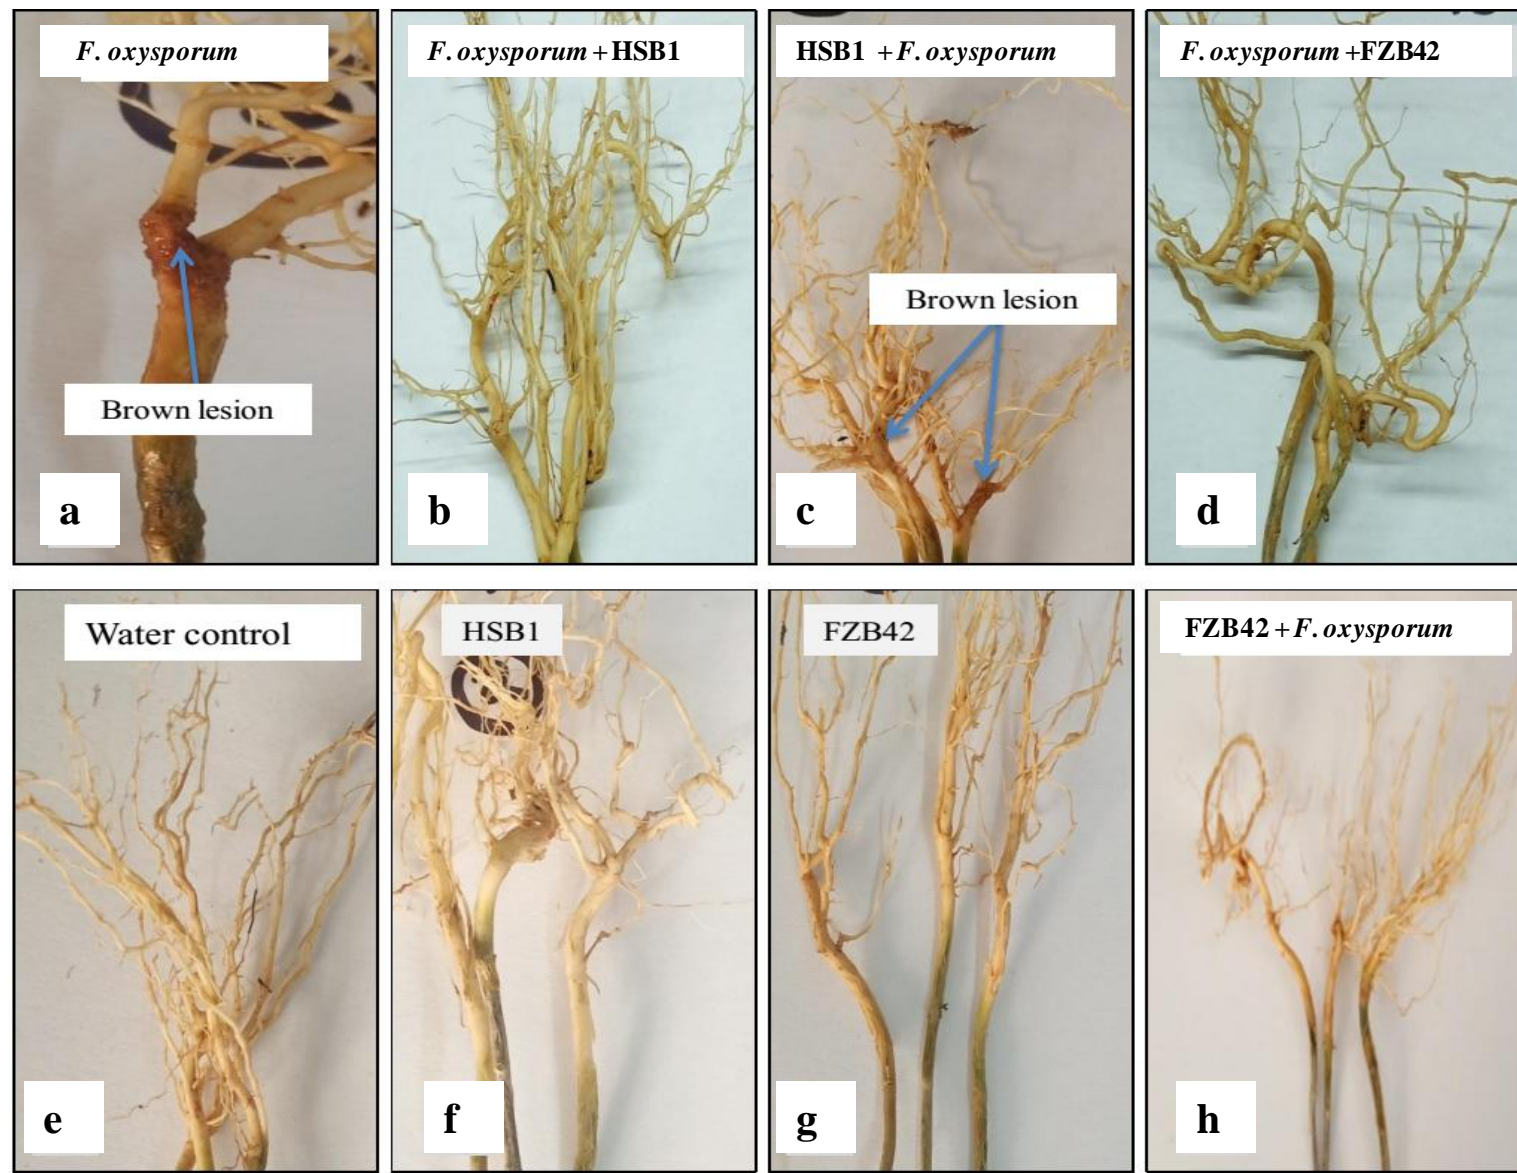 F. oxysporum
F. oxysporum + HSB1
HSB1 + F. oxysporum
F. oxysporum +FZB42
Brown lesion
Brown lesion
a
b
c
d
Water control
HSB1
FZB42
FZB42 + F. oxysporum
e
f
g
h